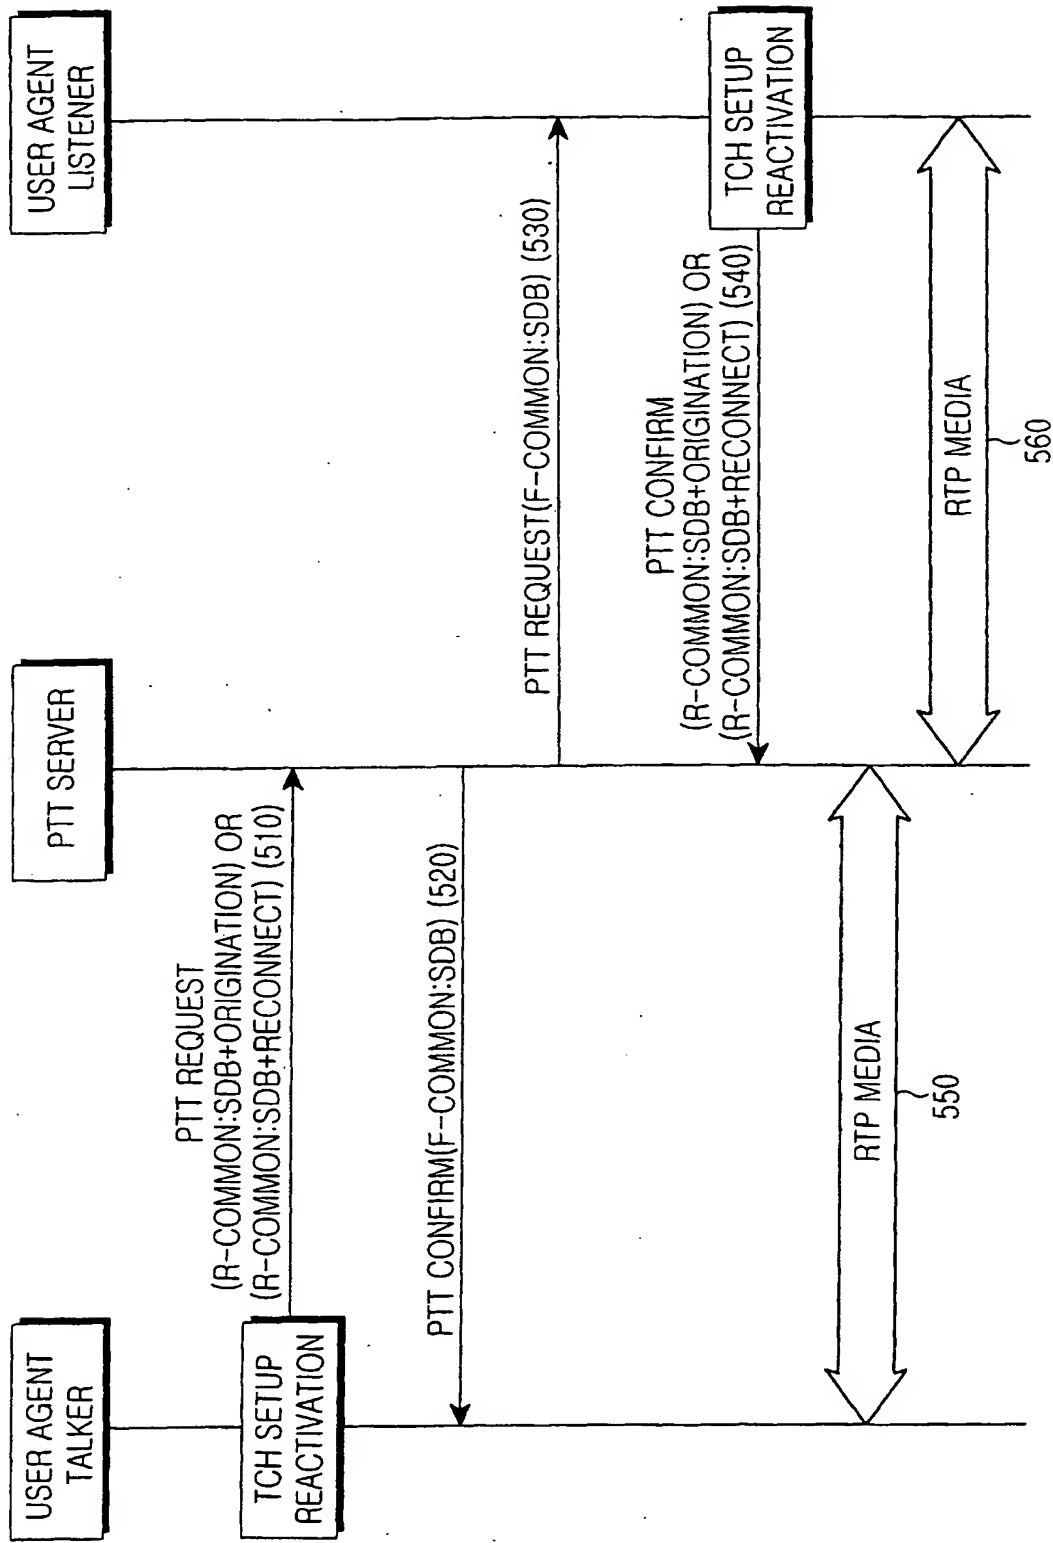 USER AGENT
TALKER
PTT SERVER
USER AGENT
LISTENER
TCH SETUP
REACTIVATION
PTT REQUEST
(R-COMMON:SDB+ORIGINATION) OR
(R-COMMON:SDB+RECONNECT) (510)
PTT CONFIRM(F-COMMON:SDB) (520)
PTT REQUEST(F-COMMON:SDB) (530)
PTT CONFIRM
(R-COMMON:SDB+ORIGINATION) OR
(R-COMMON:SDB+RECONNECT) (540)
TCH SETUP
REACTIVATION
RTP MEDIA
550
RTP MEDIA
560